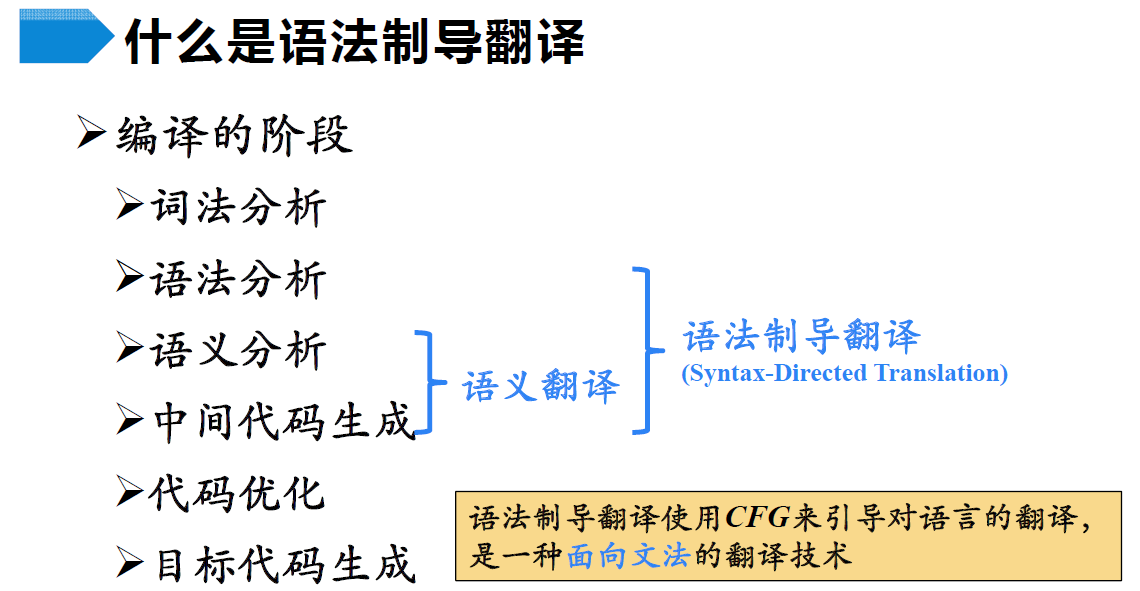 什么是语法制导翻译
编译的阶段
词法分析
语法分析
语义分析
中间代码生成
代码优化
目标代码生成
语义翻译
语法制导翻译
(Syntax-Directed Translation)
语法制导翻译使用CFG来引导对语言的翻译，
是一种面向文法的翻译技术